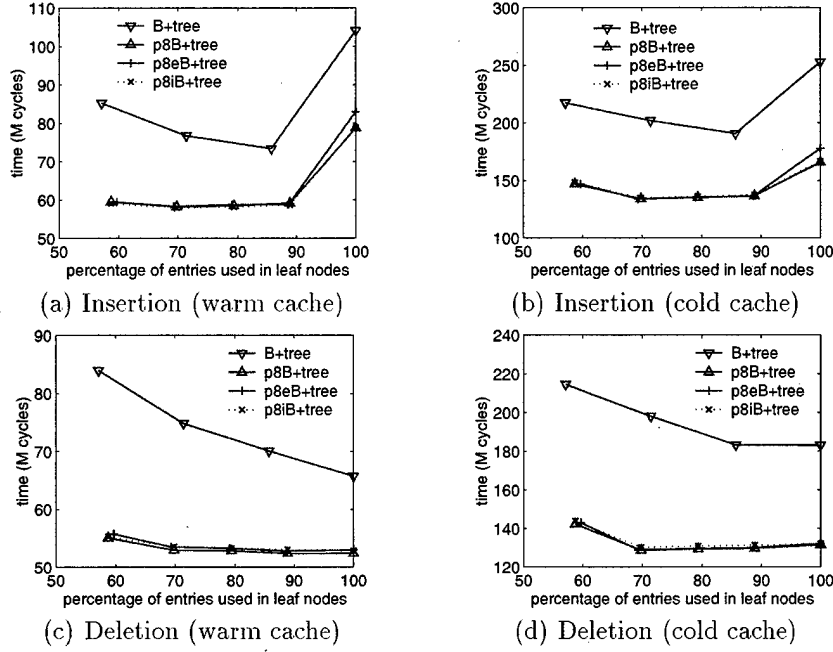 110
100
90
80
70
60
50
time (M cycles)
B+tree
p8B+tree
p8eB+tree
p8iB+tree
50 60 70 80 90 100
percentage of entries used in leaf nodes
(a) Insertion (warm cache)
300
250
200
150
100
time (M cycles)
B+tree
p8B+tree
p8eB+tree
p8iB+tree
50 60 70 80 90 100
percentage of entries used in leaf nodes
(b) Insertion (cold cache)
90
80
70
60
50
time (M cycles)
B+tree
p8B+tree
p8eB+tree
p8iB+tree
50 60 70 80 90 100
percentage of entries used in leaf nodes
(c) Deletion (warm cache)
240
220
200
180
160
140
120
time (M cycles)
B+tree
p8B+tree
p8eB+tree
p8iB+tree
50 60 70 80 90 100
percentage of entries used in leaf nodes
(d) Deletion (cold cache)